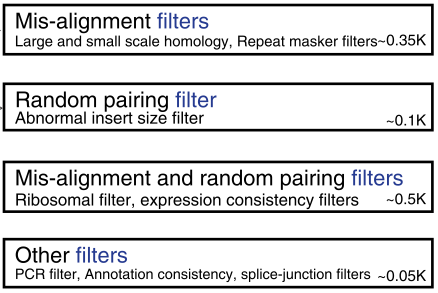 Mis-alignment filters
Large and small scale homology, Repeat masker filters~0.35K
Random pairing filter
Abnormal insert size filter ~0.1K
Mis-alignment and random pairing filters
Ribosomal filter, expression consistency filters ~0.5K
Other filters
PCR filter, Annotation consistency, splice-junction filters ~0.05K